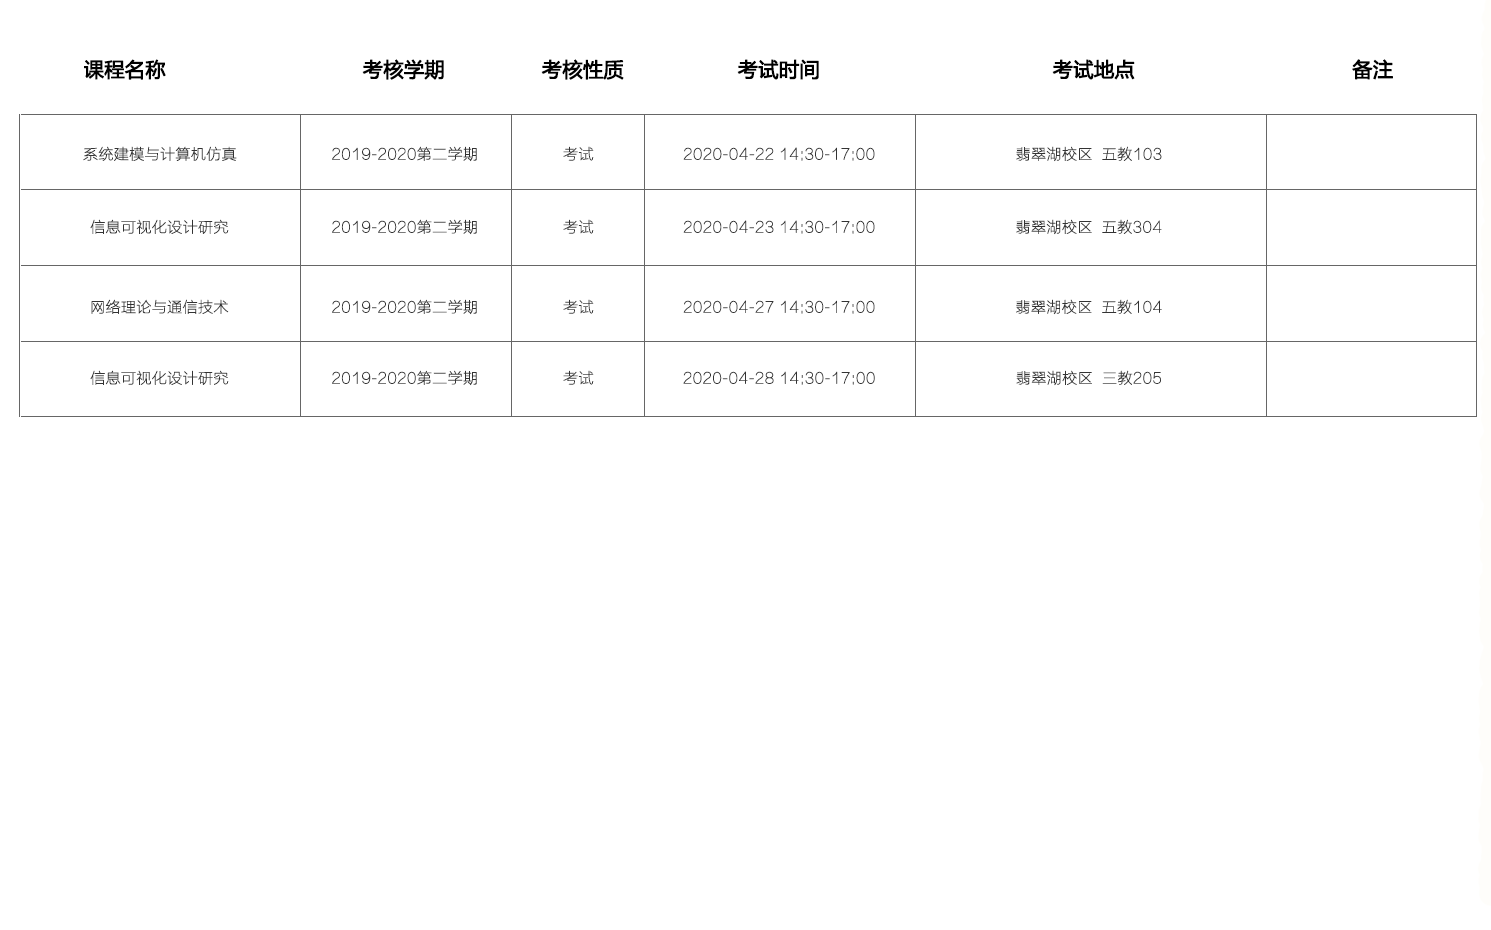 课程名称 考核学期 考核性质 考试时间 考试地点 备注
系统建模与计算机仿真 2019-2020第二学期 考试 2020-04-22 14:30-17:00 翡翠湖校区 五教103
信息可视化设计研究 2019-2020第二学期 考试 2020-04-23 14:30-17:00 翡翠湖校区 五教304
网络理论与通信技术 2019-2020第二学期 考试 2020-04-27 14:30-17:00 翡翠湖校区 五教104
信息可视化设计研究 2019-2020第二学期 考试 2020-04-28 14:30-17:00 翡翠湖校区 三教205